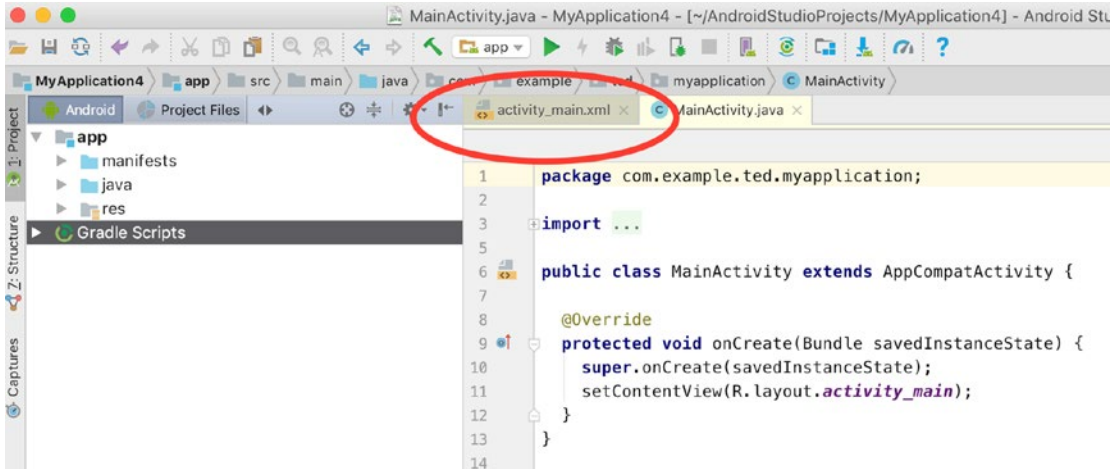 MainActivity.java - MyApplication4 - [~/AndroidStudioProjects/MyApplication4] - Android Stu
app
?
MyApplication4 app src main java example myapplication C MainActivity
Android Project Files activity_main.xml × C MainActivity.java ×
1: Project
Z: Structure
Captures
app
manifests
java
res
Gradle Scripts
1 package com.example.ted.myapplication;
2
3 import ...
5
6 public class MainActivity extends AppCompatActivity {
7
8 @Override
9 protected void onCreate(Bundle savedInstanceState) {
10 super.onCreate(savedInstanceState);
11 setContentView(R.layout.activity_main);
12 }
13 }
14